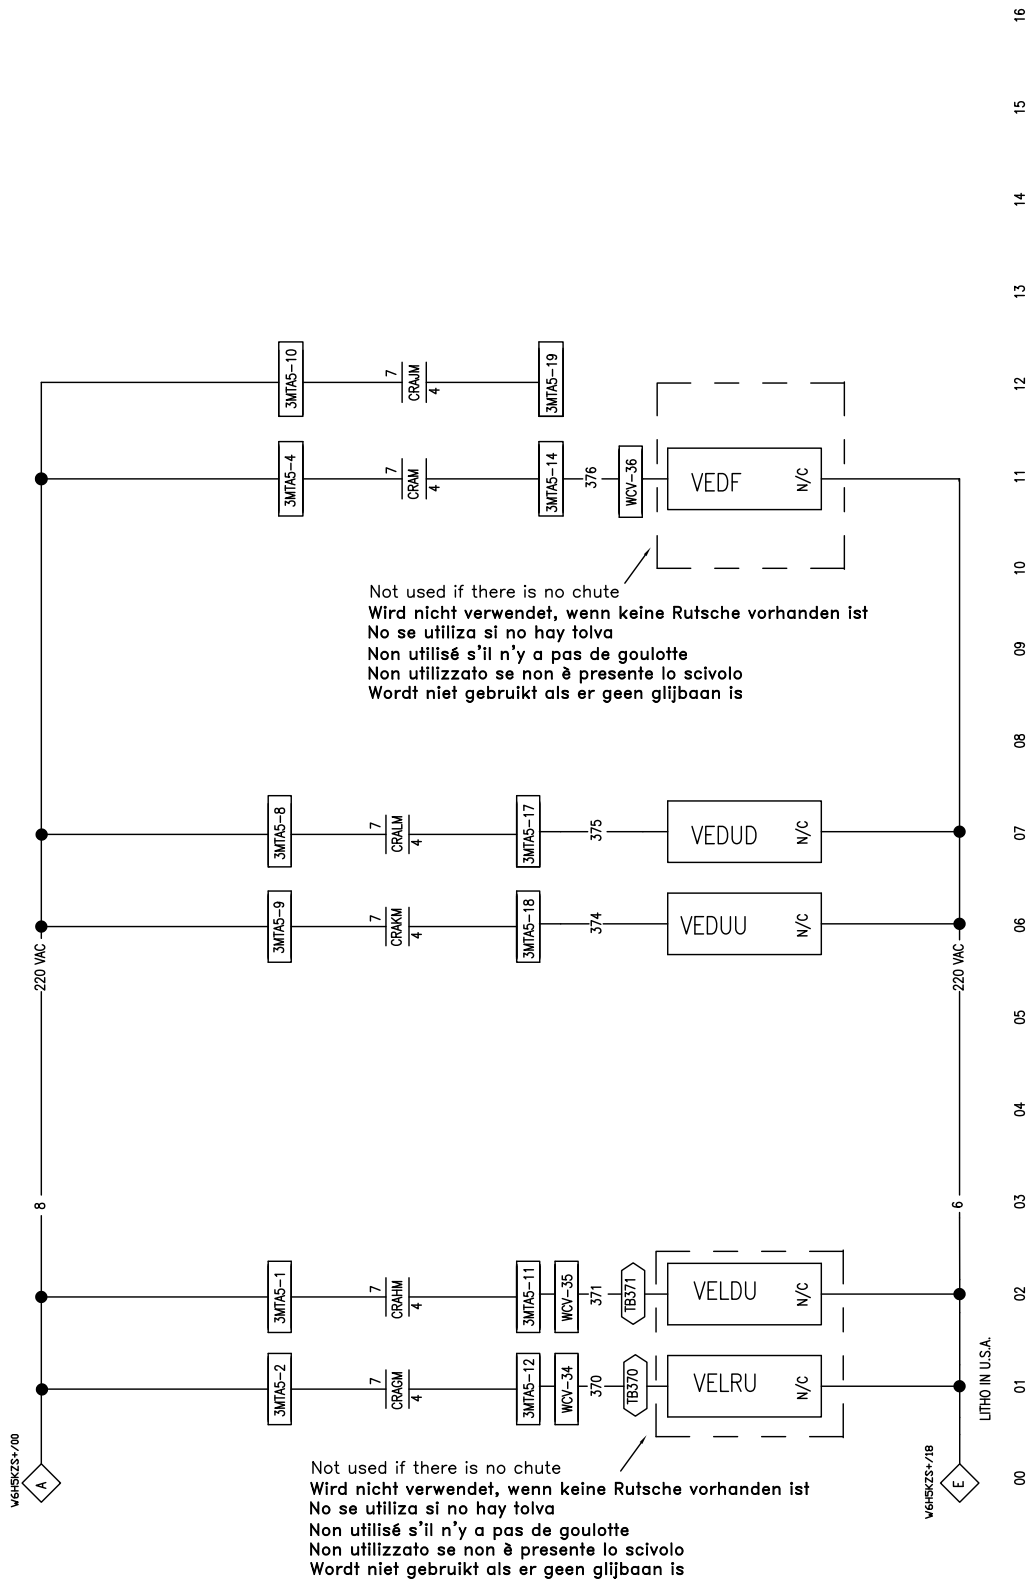 16
15
14
13
12
11
10
09
08
07
06
05
04
03
02
01
00
3MTA5-10
7
CRAJM
4
3MTA5-19
3MTA5-4
7
CRAM
4
3MTA5-14
376
WCV-36
VEDF
N/C
Not used if there is no chute
Wird nicht verwendet, wenn keine Rutsche vorhanden ist
No se utiliza si no hay tolva
Non utilisé s'il n'y a pas de goulotte
Non utilizzato se non è presente lo scivolo
Wordt niet gebruikt als er geen glijbaan is
3MTA5-8
7
CRALM
4
3MTA5-17
375
VEDUD
N/C
3MTA5-9
7
CRAKM
4
3MTA5-18
374
VEDUU
N/C
220 VAC
220 VAC
8
6
3MTA5-1
7
CRAHM
4
3MTA5-11
WCV-35
371
TB371
VELDU
N/C
3MTA5-2
7
CRAGM
4
3MTA5-12
WCV-34
370
TB370
VELRU
N/C
LITHO IN U.S.A.
W6H5KZS+/00
A
W6H5KZS+/18
E
Not used if there is no chute
Wird nicht verwendet, wenn keine Rutsche vorhanden ist
No se utiliza si no hay tolva
Non utilisé s'il n'y a pas de goulotte
Non utilizzato se non è presente lo scivolo
Wordt niet gebruikt als er geen glijbaan is